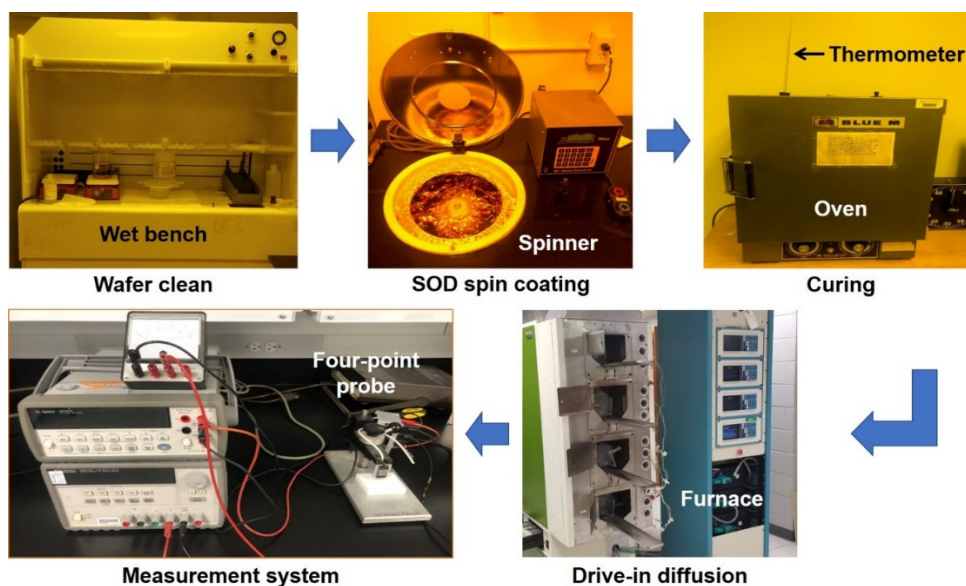 Thermometer
BLUE M
Oven
Wet bench
Spinner
Wafer clean
SOD spin coating
Curing
Four-point
probe
Agilent
Furnace
Measurement system
Drive-in diffusion